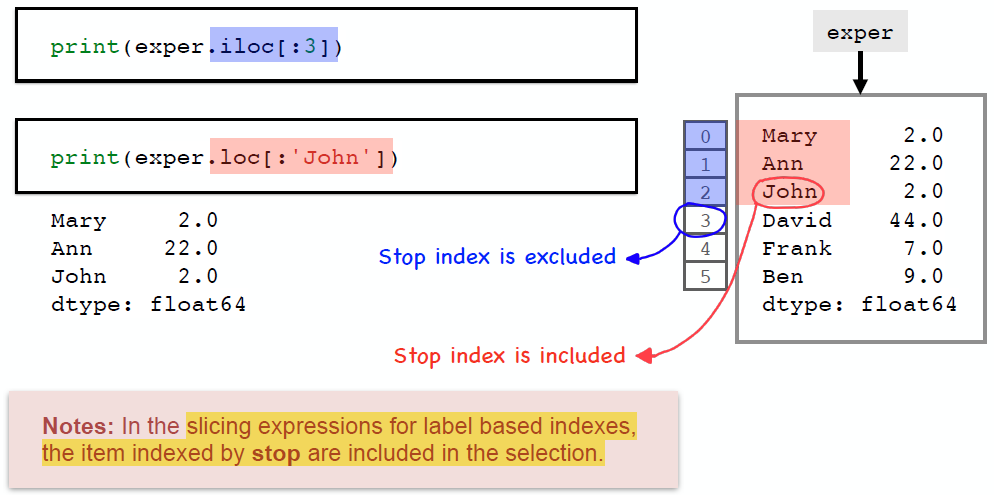 print(exper.iloc[:3])
print(exper.loc[:'John'])
Mary 2.0
Ann 22.0
John 2.0
dtype: float64
exper
0 Mary 2.0
1 Ann 22.0
2 John 2.0
3 David 44.0
4 Frank 7.0
5 Ben 9.0
dtype: float64
Stop index is excluded
Stop index is included
Notes: In the slicing expressions for label based indexes,
the item indexed by stop are included in the selection.